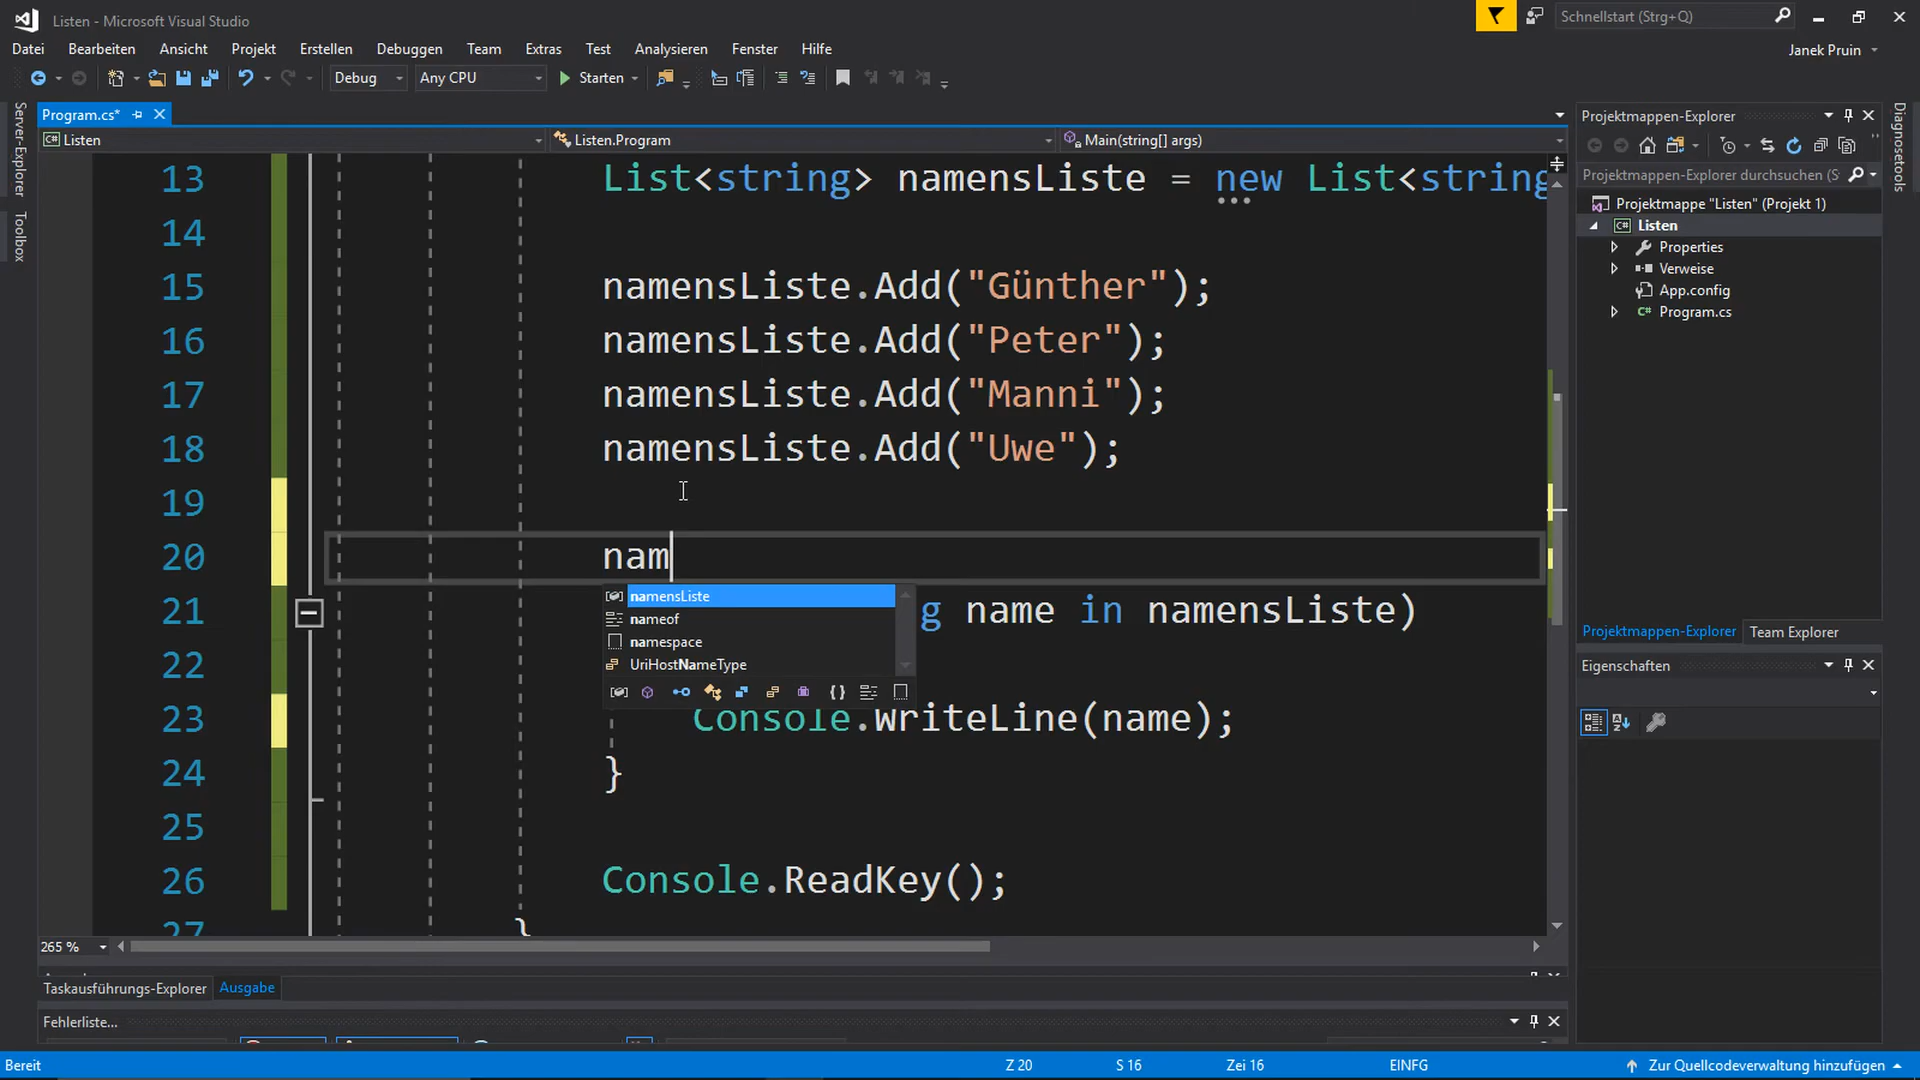 Listen - Microsoft Visual Studio
Schnellstart (Strg+Q)
Datei Bearbeiten Ansicht Projekt Erstellen Debuggen Team Extras Test Analysieren Fenster Hilfe
Janek Pruin
Debug Any CPU Starten
Server-Explorer
Toolbox
Program.cs*
Listen Listen.Program Main(string[] args)
13 List<string> namensListe = new List<string
14
15 namensListe.Add("Günther");
16 namensListe.Add("Peter");
17 namensListe.Add("Manni");
18 namensListe.Add("Uwe");
19
20 nam
namensListe
nameof
namespace
UriHostNameType
21 g name in namensListe)
22
23 Console.WriteLine(name);
24 }
25
26 Console.ReadKey();
27 }
265 %
Taskausführungs-Explorer Ausgabe
Fehlerliste...
Projektmappen-Explorer
Projektmappen-Explorer durchsuchen (S
Projektmappe "Listen" (Projekt 1)
C# Listen
Properties
Verweise
App.config
C# Program.cs
Projektmappen-Explorer Team Explorer
Eigenschaften
Diagnosetools
Bereit Z 20 S 16 Zei 16 EINFG Zur Quellcodeverwaltung hinzufügen